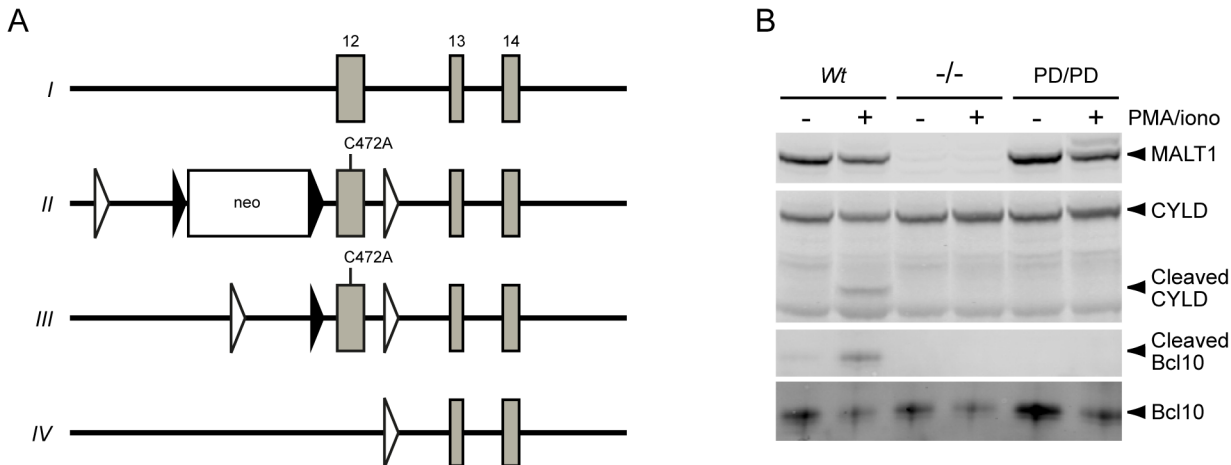 A
B
12 13 14
I
C472A
II
neo
C472A
III
IV
Wt -/- PD/PD
- + - + - + PMA/iono
MALT1
CYLD
Cleaved
CYLD
Cleaved
Bcl10
Bcl10